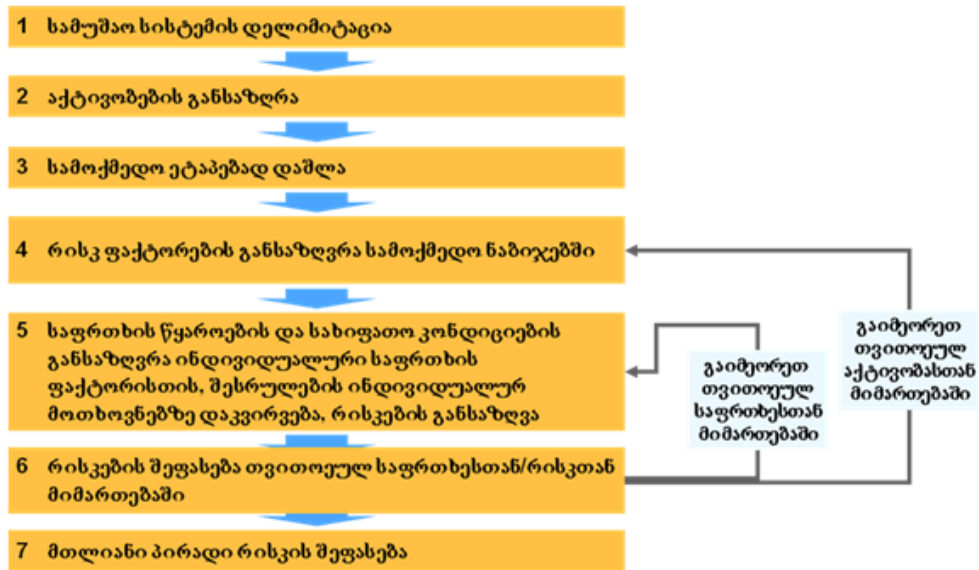 1 სამუშაო სისტემის დელიმიტაცია
2 აქტივობების განსაზღრა
3 სამოქმედო ეტაპებად დაშლა
4 რისკ ფაქტორების განსაზღვრა სამოქმედო ნაბიჯებში
5 საფრთხის წყაროების და სახიფათო კონდიციების
განსაზღვრა ინდივიდუალური საფრთხის
ფაქტორისთის, შესრულების ინდივიდუალურ
მოთხოვნებზე დაკვირვება, რისკების განსაზღვა
6 რისკების შეფასება თვითოეულ საფრთხესთან/რისკთან
მიმართებაში
7 მთლიანი პირადი რისკის შეფასება
გაიმეორეთ
თვითოეულ
საფრთხესთან
მიმართებაში
გაიმეორეთ
თვითოეულ
აქტივობასთან
მიმართებაში